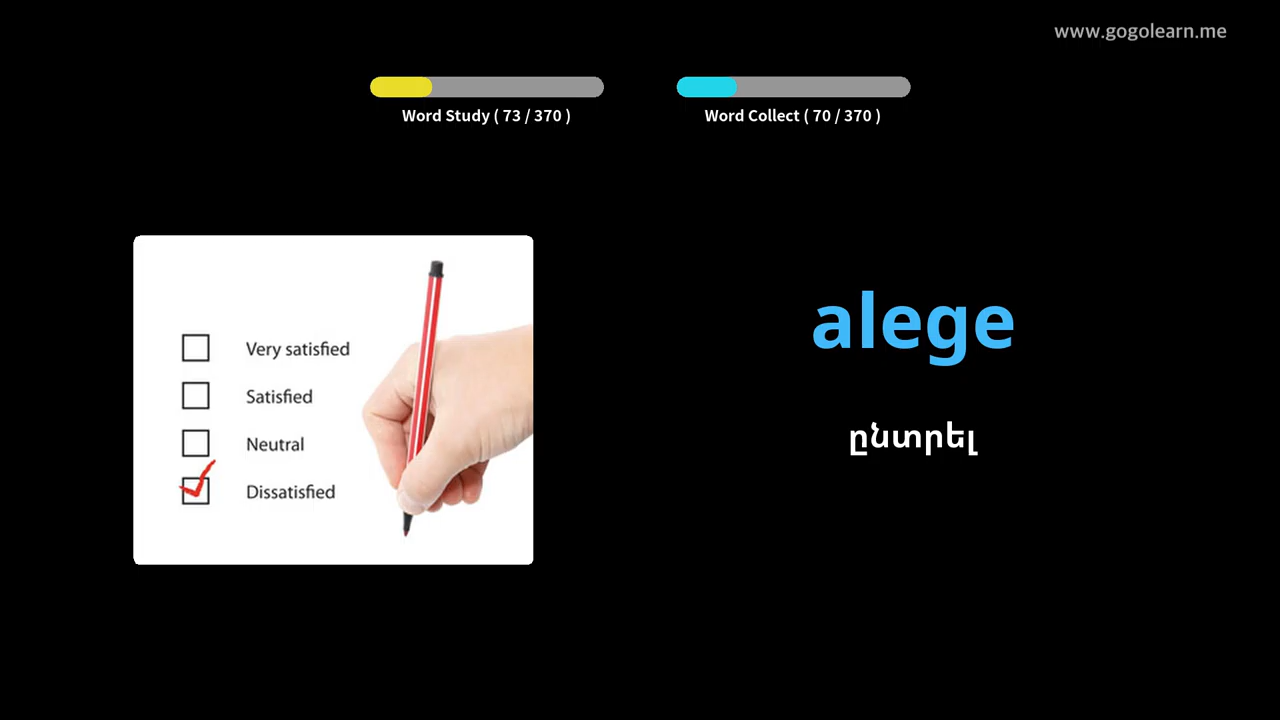 www.gogolearn.me
Word Study ( 73 / 370 )
Word Collect ( 70 / 370 )
Very satisfied
Satisfied
Neutral
Dissatisfied
alege
ընտրել